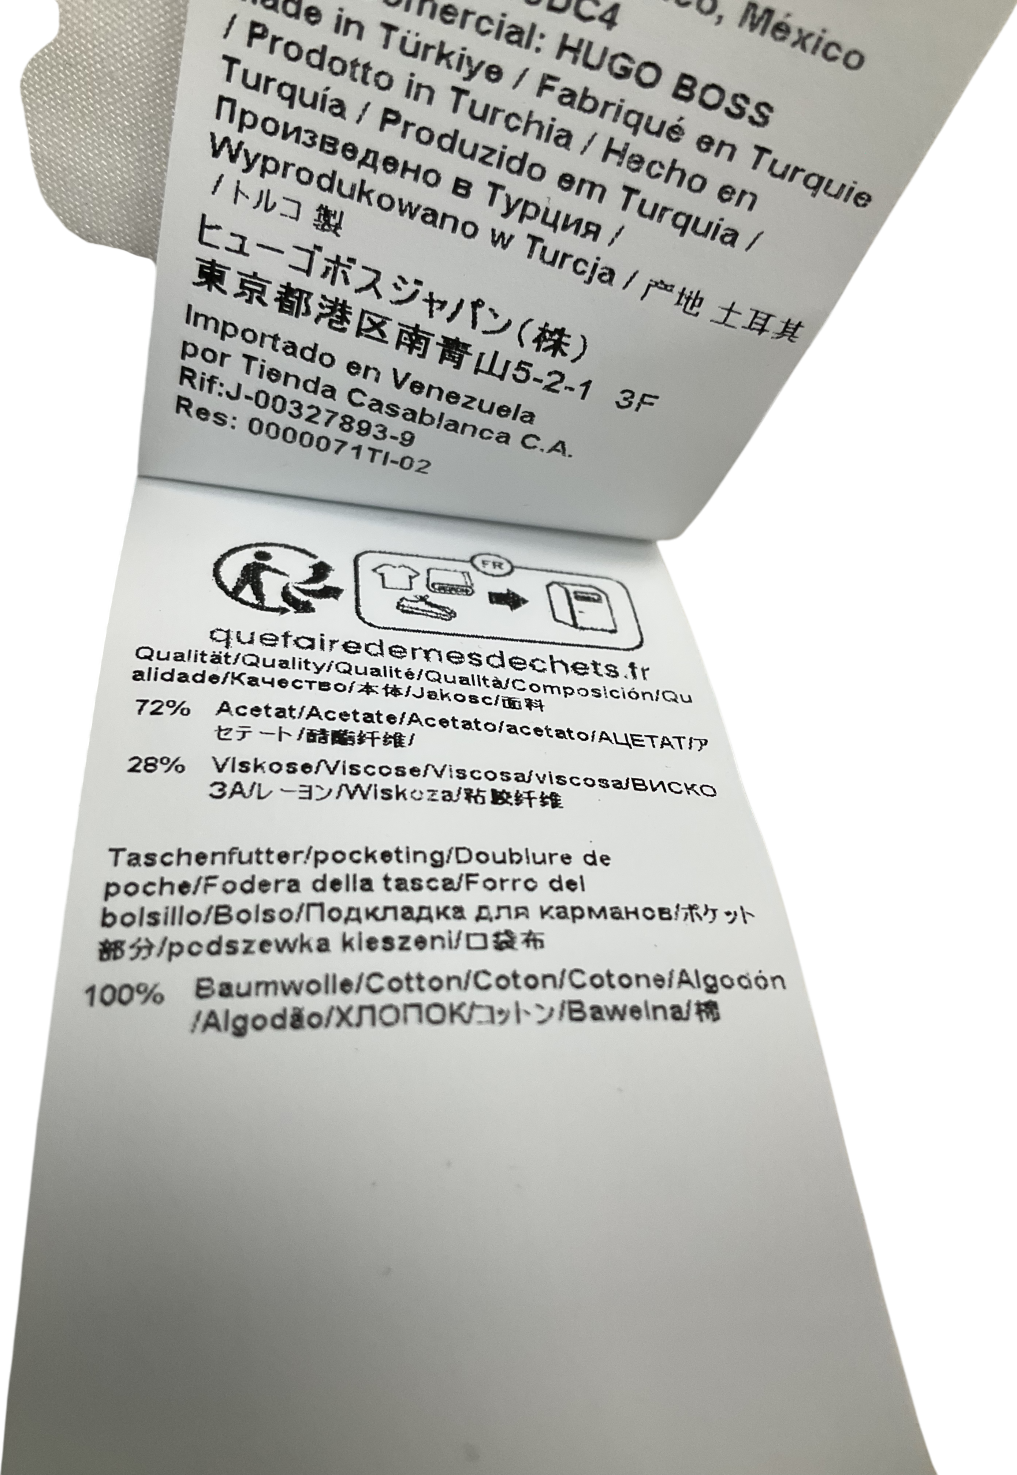 co, México
DC4
mercial: HUGO BOSS
ade in Türkiye / Fabriqué en Turquie
/ Prodotto in Turchia / Hecho en
Turquía / Produzido em Turquia /
Произведено в Турция /
Wyprodukowano w Turcja / 产地 土耳其
/ トルコ 製
ヒューゴボスジャパン(株)
東京都港区南青山5-2-1 3F
Importado en Venezuela
por Tienda Casablanca C.A.
Rif:J-00327893-9
Res: 0000071TI-02
FR
quefairedemesdechets.fr
Qualität/Quality/Qualité/Qualità/Composición/Qu
alidade/Качество/本体/Jakosc/面料
72% Acetat/Acetate/Acetato/acetato/АЦЕТАТ/ア
セテート/醋酯纤维/
28% Viskose/Viscose/Viscosa/viscosa/ВИСКО
ЗА/レーヨン/Wiskoza/粘胶纤维
Taschenfutter/pocketing/Doublure de
poche/Fodera della tasca/Forro del
bolsillo/Bolso/Подкладка для карманов/ポケット
部分/podszewka kieszeni/口袋布
100% Baumwolle/Cotton/Coton/Cotone/Algodón
/Algodão/ХЛОПОК/コットン/Bawelna/棉